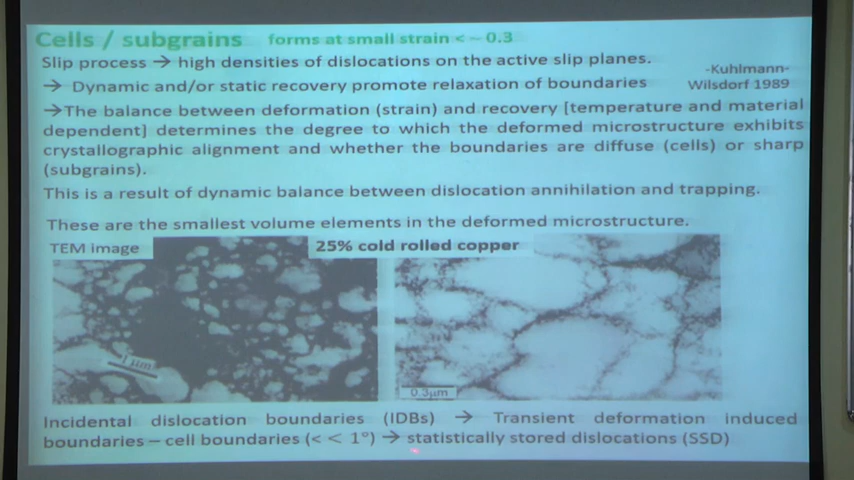 Cells / subgrains forms at small strain < ~ 0.3
Slip process → high densities of dislocations on the active slip planes.
-Kuhlmann-
→ Dynamic and/or static recovery promote relaxation of boundaries
Wilsdorf 1989
→The balance between deformation (strain) and recovery [temperature and material
dependent] determines the degree to which the deformed microstructure exhibits
crystallographic alignment and whether the boundaries are diffuse (cells) or sharp
(subgrains).
This is a result of dynamic balance between dislocation annihilation and trapping.
These are the smallest volume elements in the deformed microstructure.
TEM image
25% cold rolled copper
1 μm
0.3μm
Incidental dislocation boundaries (IDBs) → Transient deformation induced
boundaries – cell boundaries (< < 1°) → statistically stored dislocations (SSD)